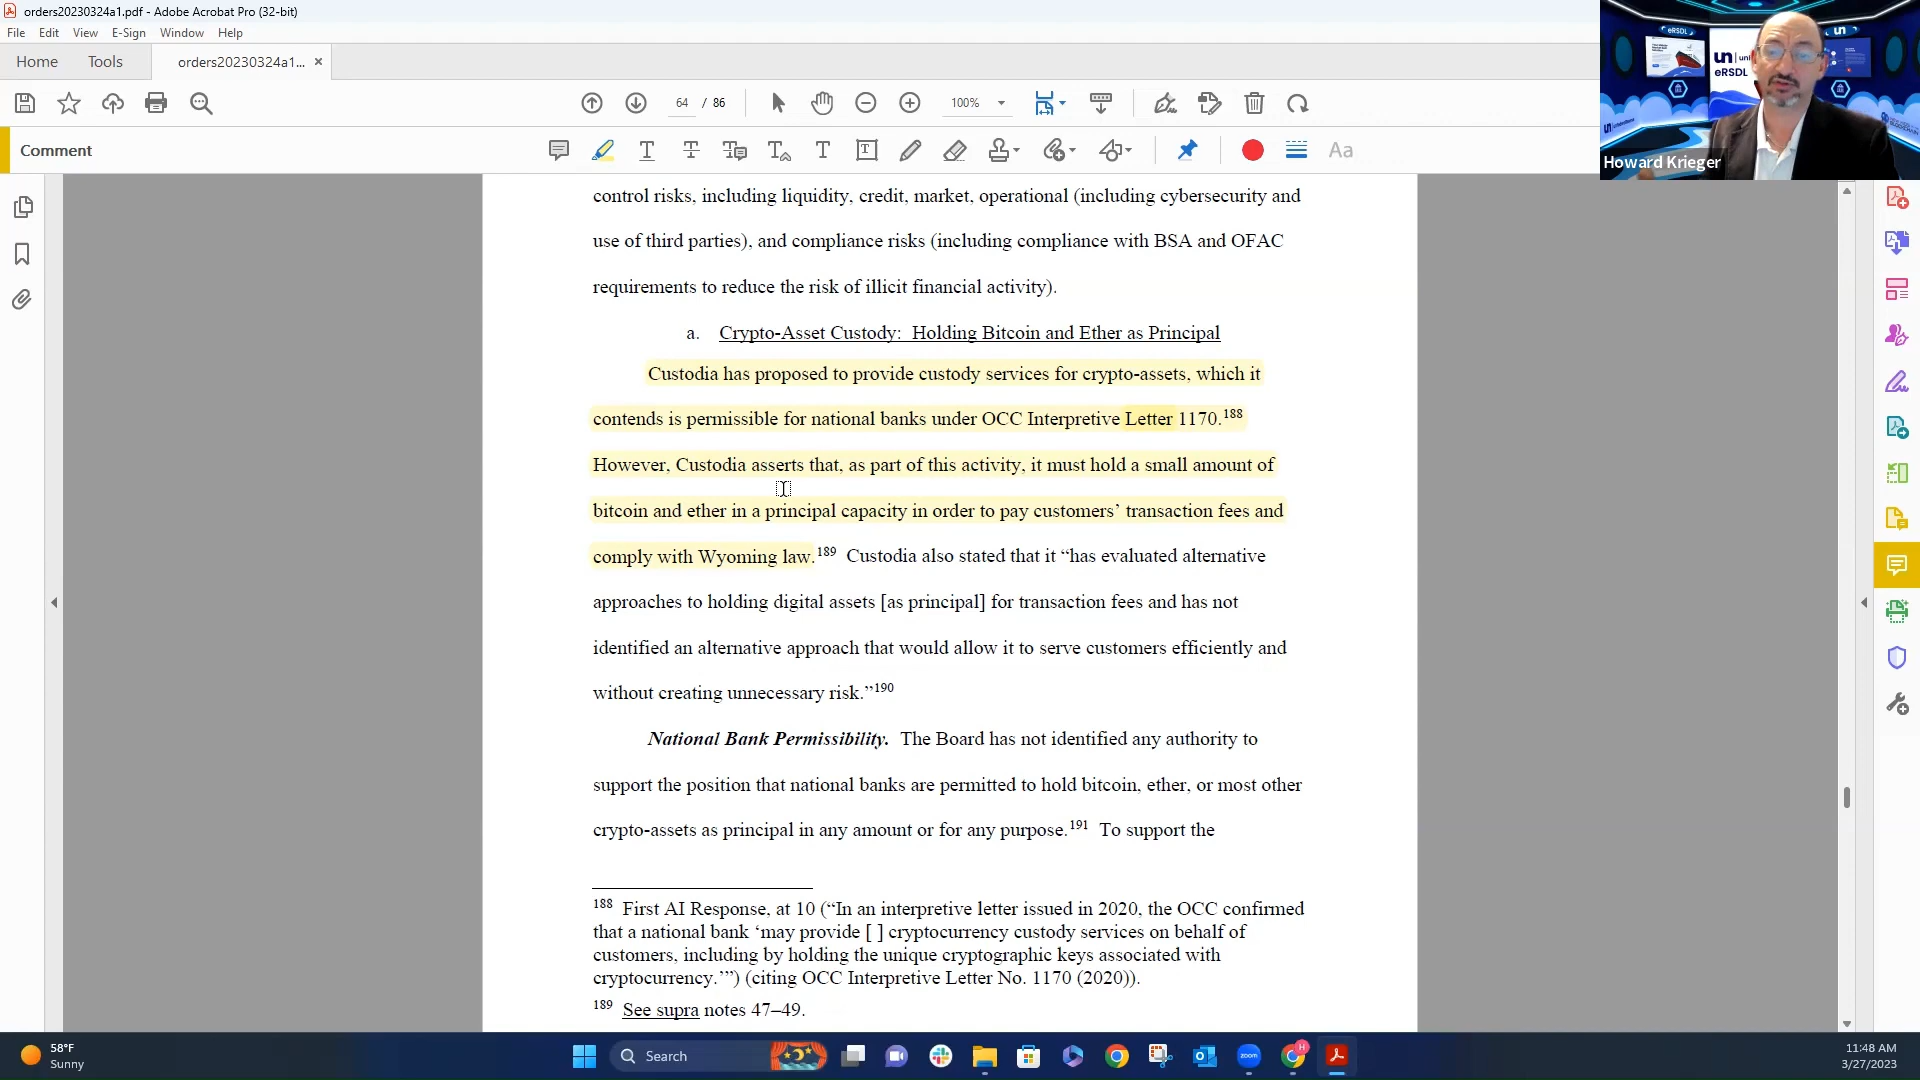 orders20230324a1.pdf - Adobe Acrobat Pro (32-bit)
File Edit View E-Sign Window Help
Home Tools orders20230324a1... ×
64 / 86 100%
Comment
Aa
eRSDL
un
un | uni
eRSDL
Howard Krieger
control risks, including liquidity, credit, market, operational (including cybersecurity and
use of third parties), and compliance risks (including compliance with BSA and OFAC
requirements to reduce the risk of illicit financial activity).
a. Crypto-Asset Custody: Holding Bitcoin and Ether as Principal
Custodia has proposed to provide custody services for crypto-assets, which it
contends is permissible for national banks under OCC Interpretive Letter 1170.188
However, Custodia asserts that, as part of this activity, it must hold a small amount of
bitcoin and ether in a principal capacity in order to pay customers’ transaction fees and
comply with Wyoming law.189 Custodia also stated that it “has evaluated alternative
approaches to holding digital assets [as principal] for transaction fees and has not
identified an alternative approach that would allow it to serve customers efficiently and
without creating unnecessary risk.”190
National Bank Permissibility. The Board has not identified any authority to
support the position that national banks are permitted to hold bitcoin, ether, or most other
crypto-assets as principal in any amount or for any purpose.191 To support the
188 First AI Response, at 10 (“In an interpretive letter issued in 2020, the OCC confirmed
that a national bank ‘may provide [ ] cryptocurrency custody services on behalf of
customers, including by holding the unique cryptographic keys associated with
cryptocurrency.’”) (citing OCC Interpretive Letter No. 1170 (2020)).
189 See supra notes 47–49.
58°F
Sunny
Search
zoom
H
11:48 AM
3/27/2023